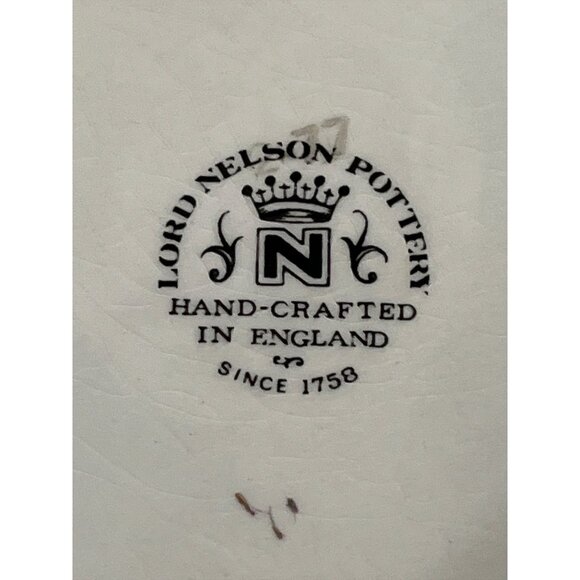 LORD NELSON POTTERY
N
HAND-CRAFTED
IN ENGLAND
SINCE 1758